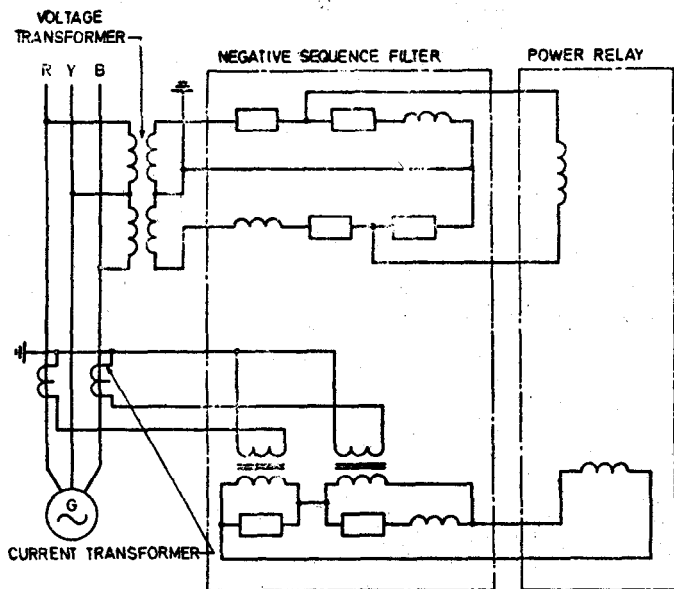 VOLTAGE
TRANSFORMER
R Y B
NEGATIVE SEQUENCE FILTER
POWER RELAY
G
CURRENT TRANSFORMER